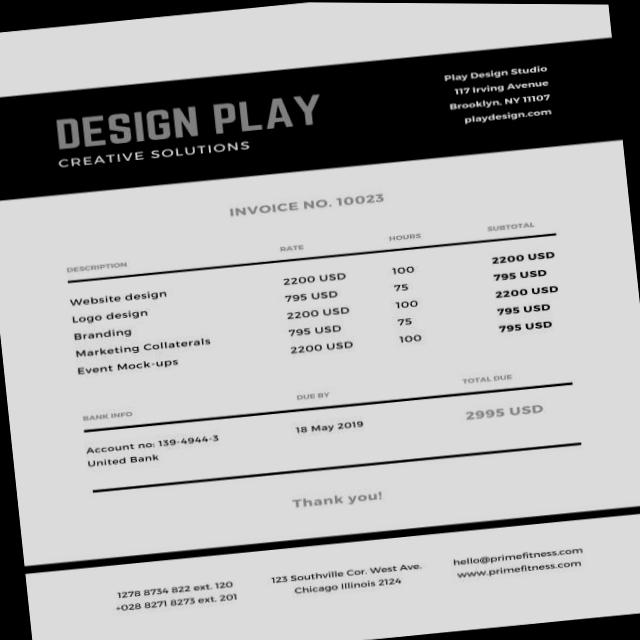 DESIGN PLAY
CREATIVE SOLUTIONS
Play Design Studio
117 Irving Avenue
Brooklyn, NY 11107
playdesign.com
INVOICE NO. 10023
DESCRIPTION RATE HOURS SUBTOTAL
Website design 2200 USD 100 2200 USD
Logo design 795 USD 75 795 USD
Branding 2200 USD 100 2200 USD
Marketing Collaterals 795 USD 75 795 USD
Event Mock-ups 2200 USD 100 795 USD
BANK INFO DUE BY TOTAL DUE
Account no: 139-4944-3 18 May 2019 2995 USD
United Bank
Thank you!
1278 8734 822 ext. 120
+028 8271 8273 ext. 201
123 Southville Cor. West Ave.
Chicago Illinois 2124
hello@primefitness.com
www.primefitness.com